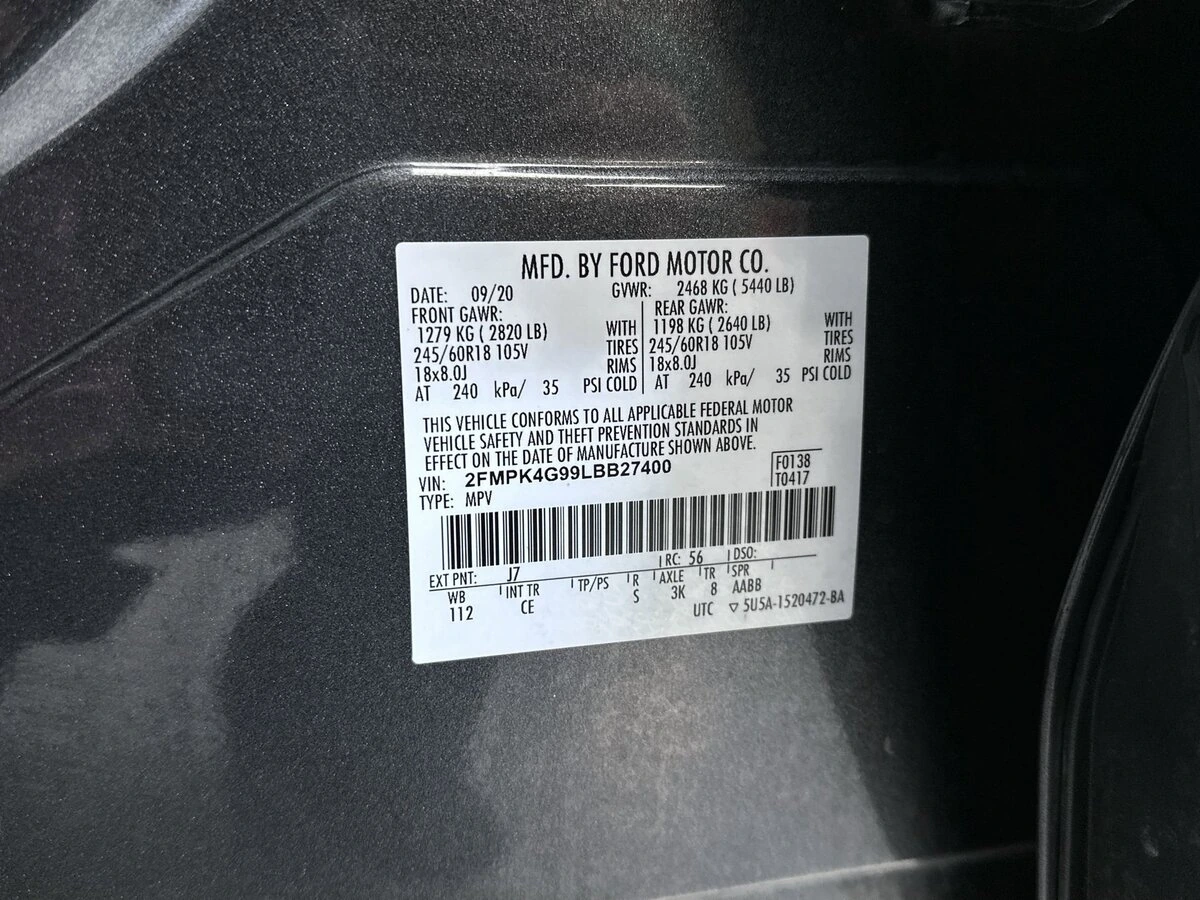 MFD. BY FORD MOTOR CO.
DATE: 09/20 GVWR: 2468 KG ( 5440 LB)
FRONT GAWR: REAR GAWR:
1279 KG ( 2820 LB) WITH 1198 KG ( 2640 LB) WITH
245/60R18 105V TIRES 245/60R18 105V TIRES
18x8.0J RIMS 18x8.0J RIMS
AT 240 kPa/ 35 PSI COLD AT 240 kPa/ 35 PSI COLD
THIS VEHICLE CONFORMS TO ALL APPLICABLE FEDERAL MOTOR
VEHICLE SAFETY AND THEFT PREVENTION STANDARDS IN
EFFECT ON THE DATE OF MANUFACTURE SHOWN ABOVE.
VIN: 2FMPK4G99LBB27400 F0138
TYPE: MPV T0417
EXT PNT: J7 RC: 56 DSO:
WB INT TR TP/PS R AXLE TR SPR
112 CE S 3K 8 AABB
UTC ▽ 5U5A-1520472-BA